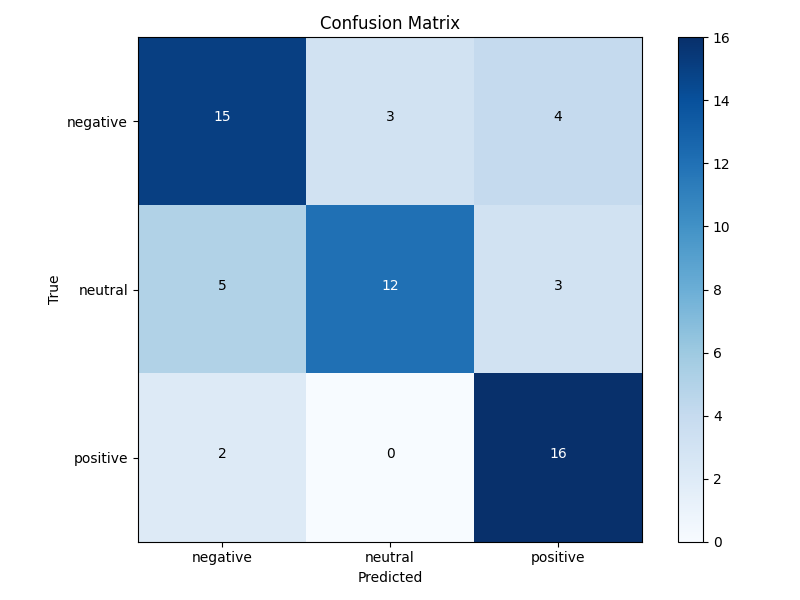 Confusion Matrix
negative 15 3 4
neutral 5 12 3
positive 2 0 16
negative neutral positive
Predicted
True
16
14
12
10
8
6
4
2
0